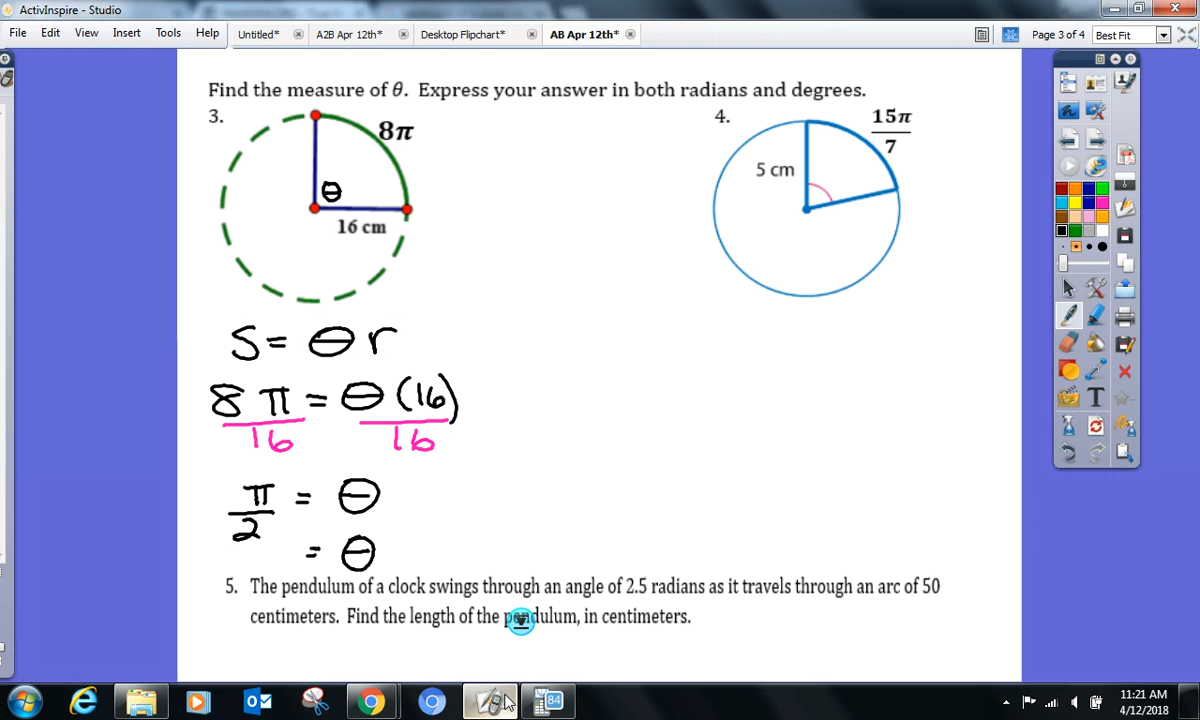 ActivInspire - Studio
File Edit View Insert Tools Help
Untitled* A2B Apr 12th* Desktop Flipchart* AB Apr 12th*
Page 3 of 4 Best Fit
Find the measure of θ. Express your answer in both radians and degrees.
3.
8π
θ
16 cm
4.
15π
7
5 cm
S = θ r
8 π = θ (16)
16 16
π = θ
2
= θ
5. The pendulum of a clock swings through an angle of 2.5 radians as it travels through an arc of 50
centimeters. Find the length of the pendulum, in centimeters.
84
11:21 AM
4/12/2018